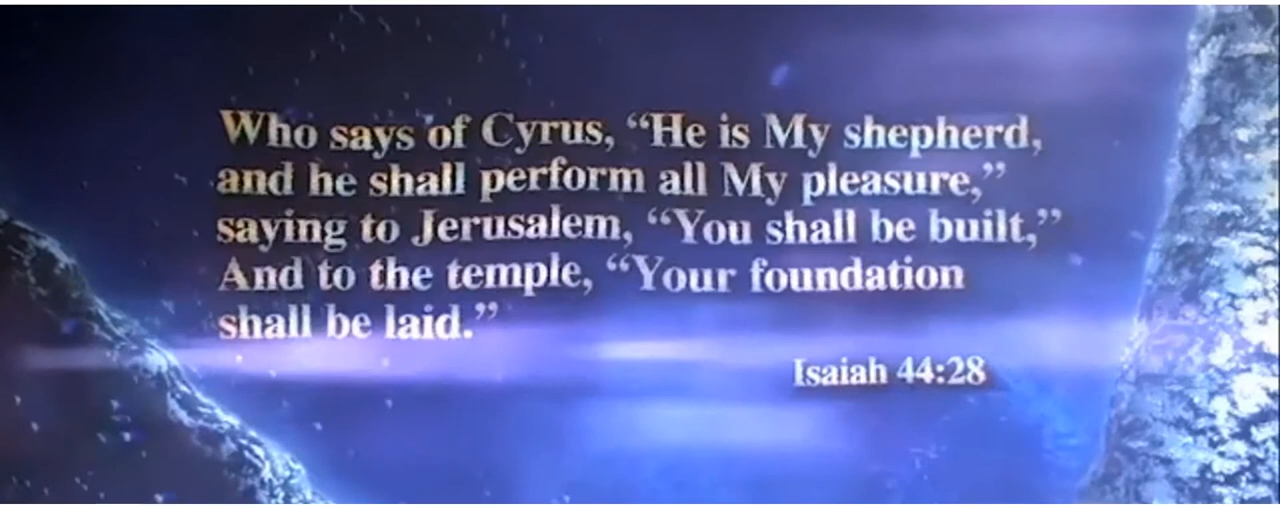 Who says of Cyrus, “He is My shepherd,
and he shall perform all My pleasure,”
saying to Jerusalem, “You shall be built,”
And to the temple, “Your foundation
shall be laid.”
Isaiah 44:28